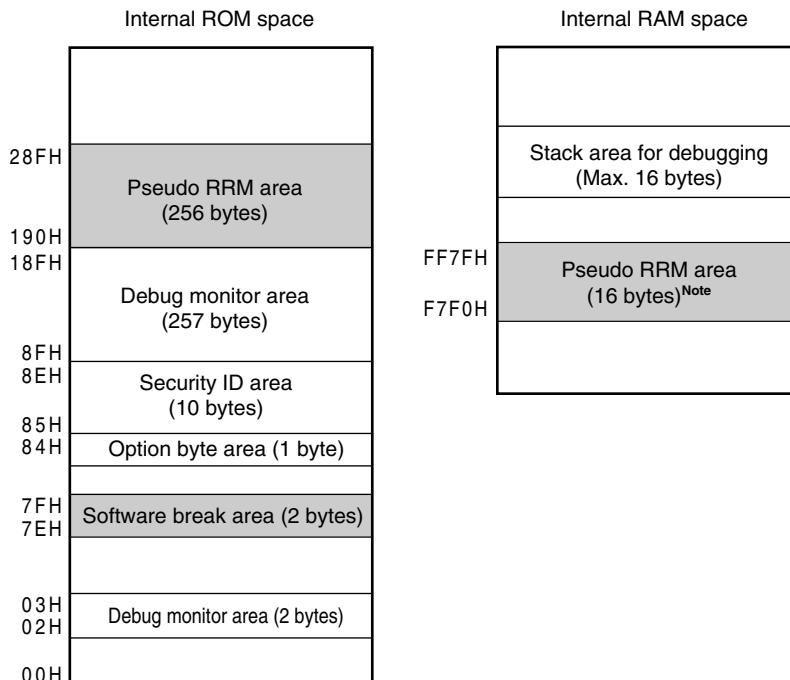 Internal ROM space
28FH
Pseudo RRM area
(256 bytes)
190H
18FH
Debug monitor area
(257 bytes)
8FH
8EH
Security ID area
(10 bytes)
85H
84H
Option byte area (1 byte)
7FH
Software break area (2 bytes)
7EH
03H
Debug monitor area (2 bytes)
02H
00H
Internal RAM space
Stack area for debugging
(Max. 16 bytes)
FF7FH
Pseudo RRM area
(16 bytes)Note
F7F0H